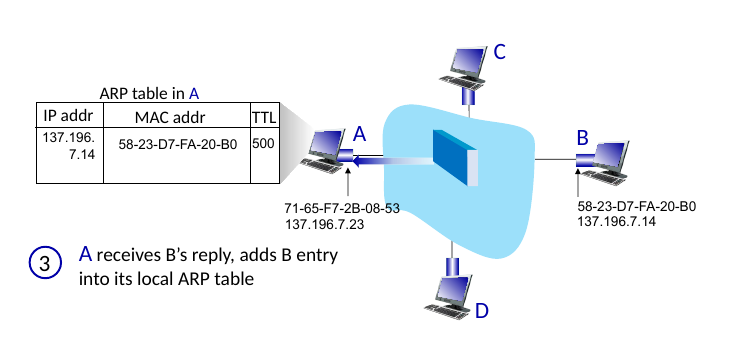 C
ARP table in A
IP addr MAC addr TTL
137.196.
7.14
58-23-D7-FA-20-B0 500
A
B
71-65-F7-2B-08-53
137.196.7.23
58-23-D7-FA-20-B0
137.196.7.14
3
A receives B’s reply, adds B entry
into its local ARP table
D